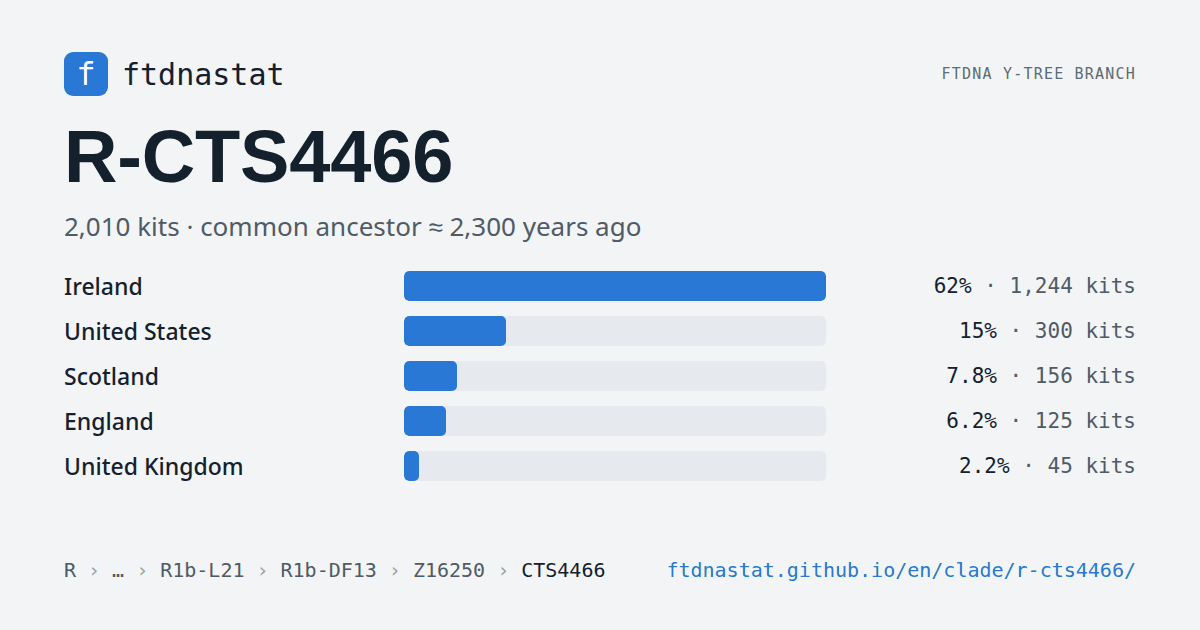 f ftdnastat
FTDNA Y-TREE BRANCH
R-CTS4466
2,010 kits · common ancestor ≈ 2,300 years ago
Ireland 62% · 1,244 kits
United States 15% · 300 kits
Scotland 7.8% · 156 kits
England 6.2% · 125 kits
United Kingdom 2.2% · 45 kits
R › … › R1b-L21 › R1b-DF13 › Z16250 › CTS4466
ftdnastat.github.io/en/clade/r-cts4466/